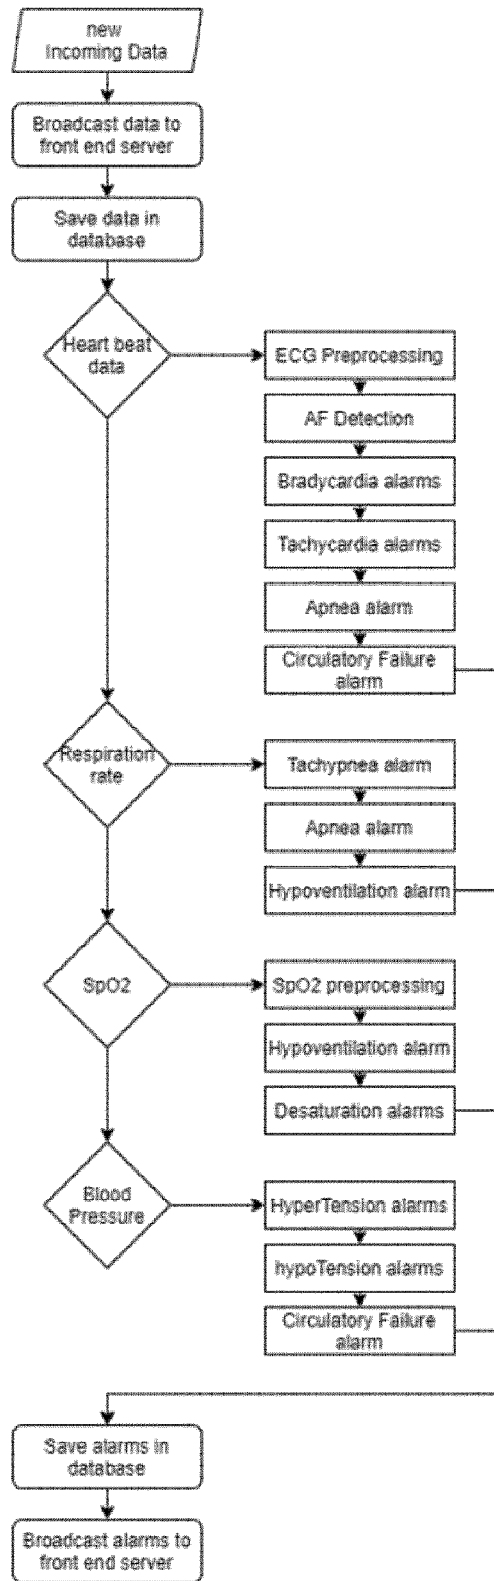 new
Incoming Data
Broadcast data to
front end server
Save data in
database
Heart beat
data
ECG Preprocessing
AF Detection
Bradycardia alarms
Tachycardia alarms
Apnea alarm
Circulatory Failure
alarm
Respiration
rate
Tachypnea alarm
Apnea alarm
Hypoventilation alarm
SpO2
SpO2 preprocessing
Hypoventilation alarm
Desaturation alarms
Blood
Pressure
HyperTension alarms
hypoTension alarms
Circulatory Failure
alarm
Save alarms in
database
Broadcast alarms to
front end server